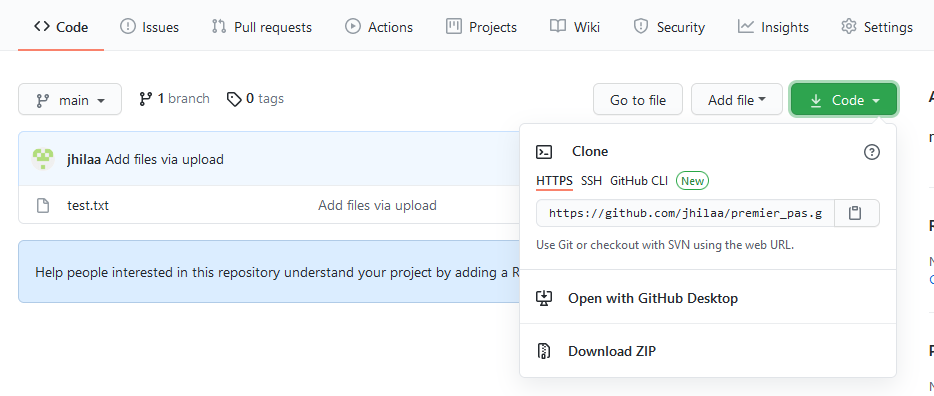 Code Issues Pull requests Actions Projects Wiki Security Insights Settings
main 1 branch 0 tags Go to file Add file Code
jhilaa Add files via upload
test.txt Add files via upload
Help people interested in this repository understand your project by adding a
Clone
HTTPS SSH GitHub CLI New
https://github.com/jhilaa/premier_pas.g
Use Git or checkout with SVN using the web URL.
Open with GitHub Desktop
Download ZIP